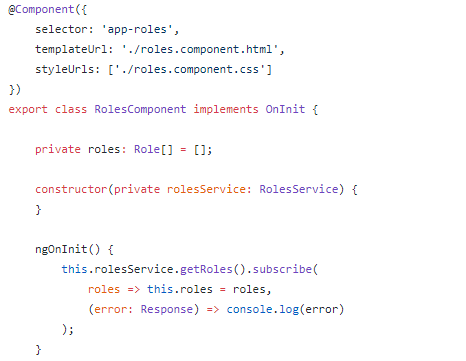 @Component({
    selector: 'app-roles',
    templateUrl: './roles.component.html',
    styleUrls: ['./roles.component.css']
})
export class RolesComponent implements OnInit {
    private roles: Role[] = [];
    constructor(private rolesService: RolesService) {
    }
    ngOnInit() {
        this.rolesService.getRoles().subscribe(
            roles => this.roles = roles,
            (error: Response) => console.log(error)
        );
    }